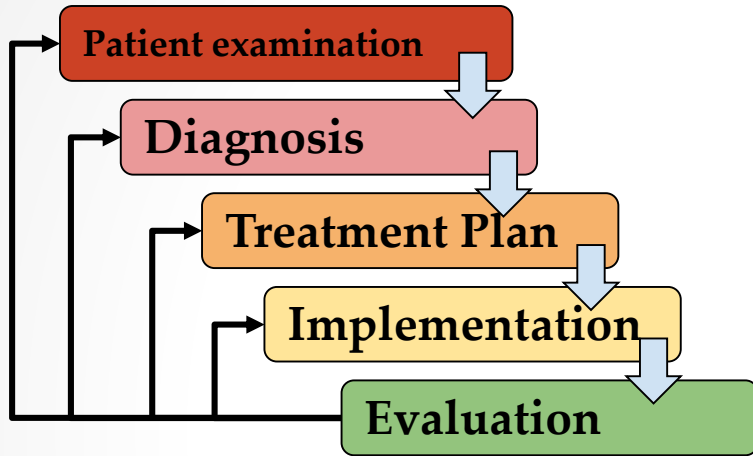 Patient examination
Diagnosis
Treatment Plan
Implementation
Evaluation